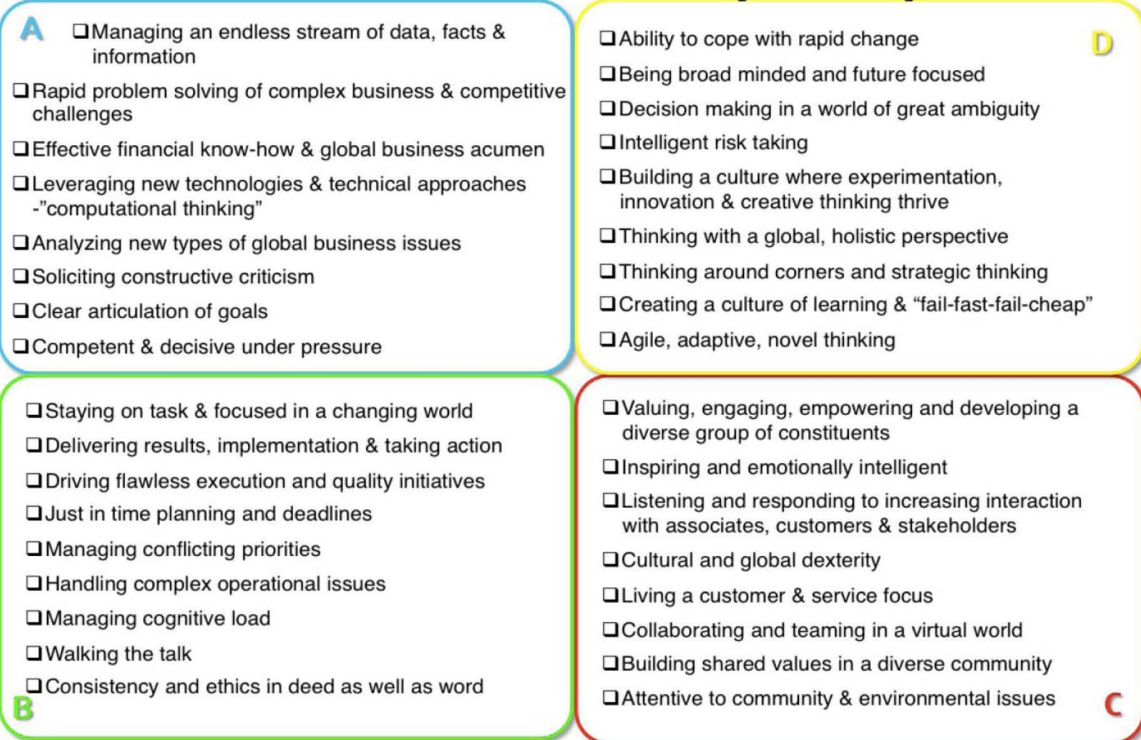 A
❑Managing an endless stream of data, facts &
information
❑Rapid problem solving of complex business & competitive
challenges
❑Effective financial know-how & global business acumen
❑Leveraging new technologies & technical approaches
-”computational thinking”
❑Analyzing new types of global business issues
❑Soliciting constructive criticism
❑Clear articulation of goals
❑Competent & decisive under pressure
D
❑Ability to cope with rapid change
❑Being broad minded and future focused
❑Decision making in a world of great ambiguity
❑Intelligent risk taking
❑Building a culture where experimentation,
innovation & creative thinking thrive
❑Thinking with a global, holistic perspective
❑Thinking around corners and strategic thinking
❑Creating a culture of learning & “fail-fast-fail-cheap”
❑Agile, adaptive, novel thinking
❑Staying on task & focused in a changing world
❑Delivering results, implementation & taking action
❑Driving flawless execution and quality initiatives
❑Just in time planning and deadlines
❑Managing conflicting priorities
❑Handling complex operational issues
❑Managing cognitive load
❑Walking the talk
❑Consistency and ethics in deed as well as word
B
❑Valuing, engaging, empowering and developing a
diverse group of constituents
❑Inspiring and emotionally intelligent
❑Listening and responding to increasing interaction
with associates, customers & stakeholders
❑Cultural and global dexterity
❑Living a customer & service focus
❑Collaborating and teaming in a virtual world
❑Building shared values in a diverse community
❑Attentive to community & environmental issues
C